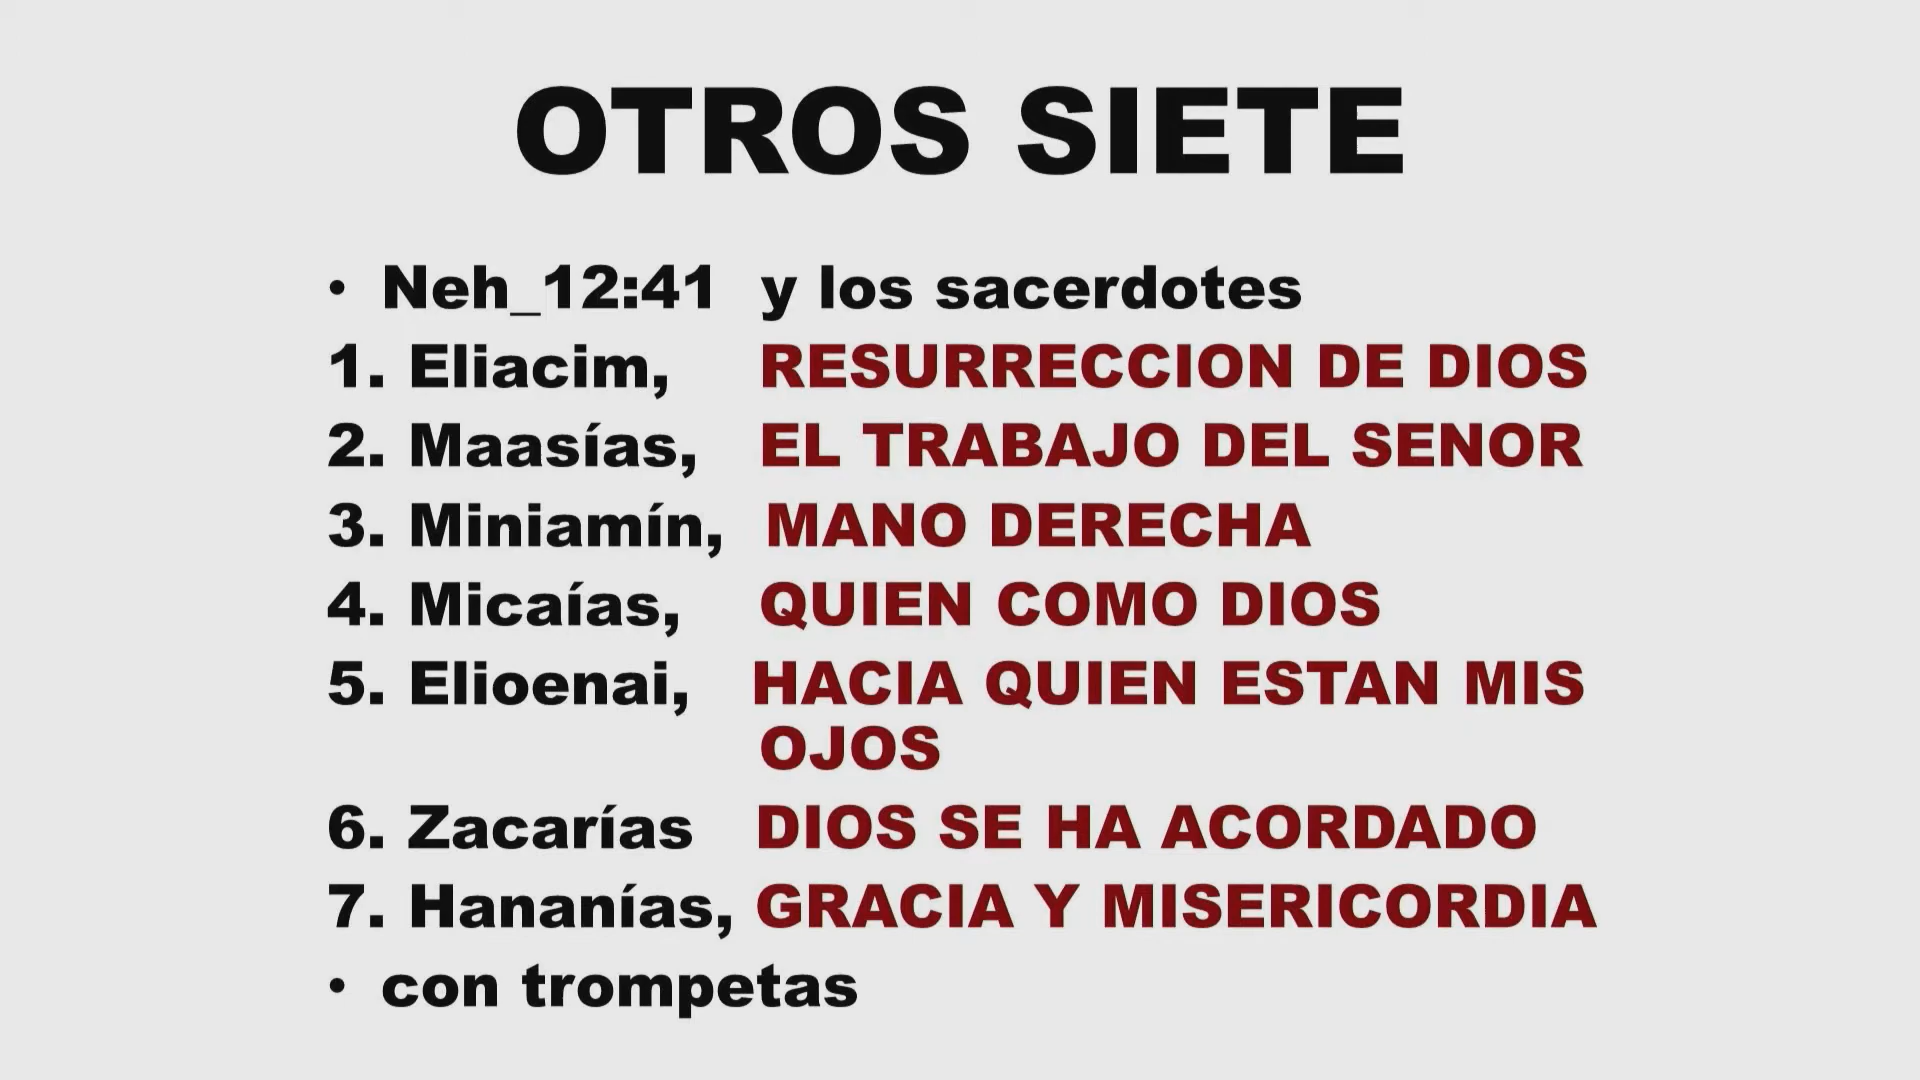 OTROS SIETE
• Neh_12:41 y los sacerdotes
1. Eliacim, RESURRECCION DE DIOS
2. Maasías, EL TRABAJO DEL SENOR
3. Miniamín, MANO DERECHA
4. Micaías, QUIEN COMO DIOS
5. Elioenai, HACIA QUIEN ESTAN MIS
OJOS
6. Zacarías DIOS SE HA ACORDADO
7. Hananías, GRACIA Y MISERICORDIA
• con trompetas